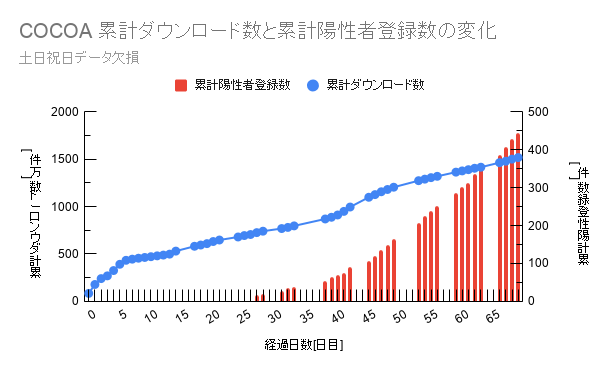 COCOA 累計ダウンロード数と累計陽性者登録数の変化
土日祝日データ欠損
累計陽性者登録数 累計ダウンロード数
累計ダウンロード数[万件]
2000
1500
1000
500
0
500
400
300
200
100
0
累計陽性者登録数[件]
0 5 10 15 20 25 30 35 40 45 50 55 60 65
経過日数[日目]